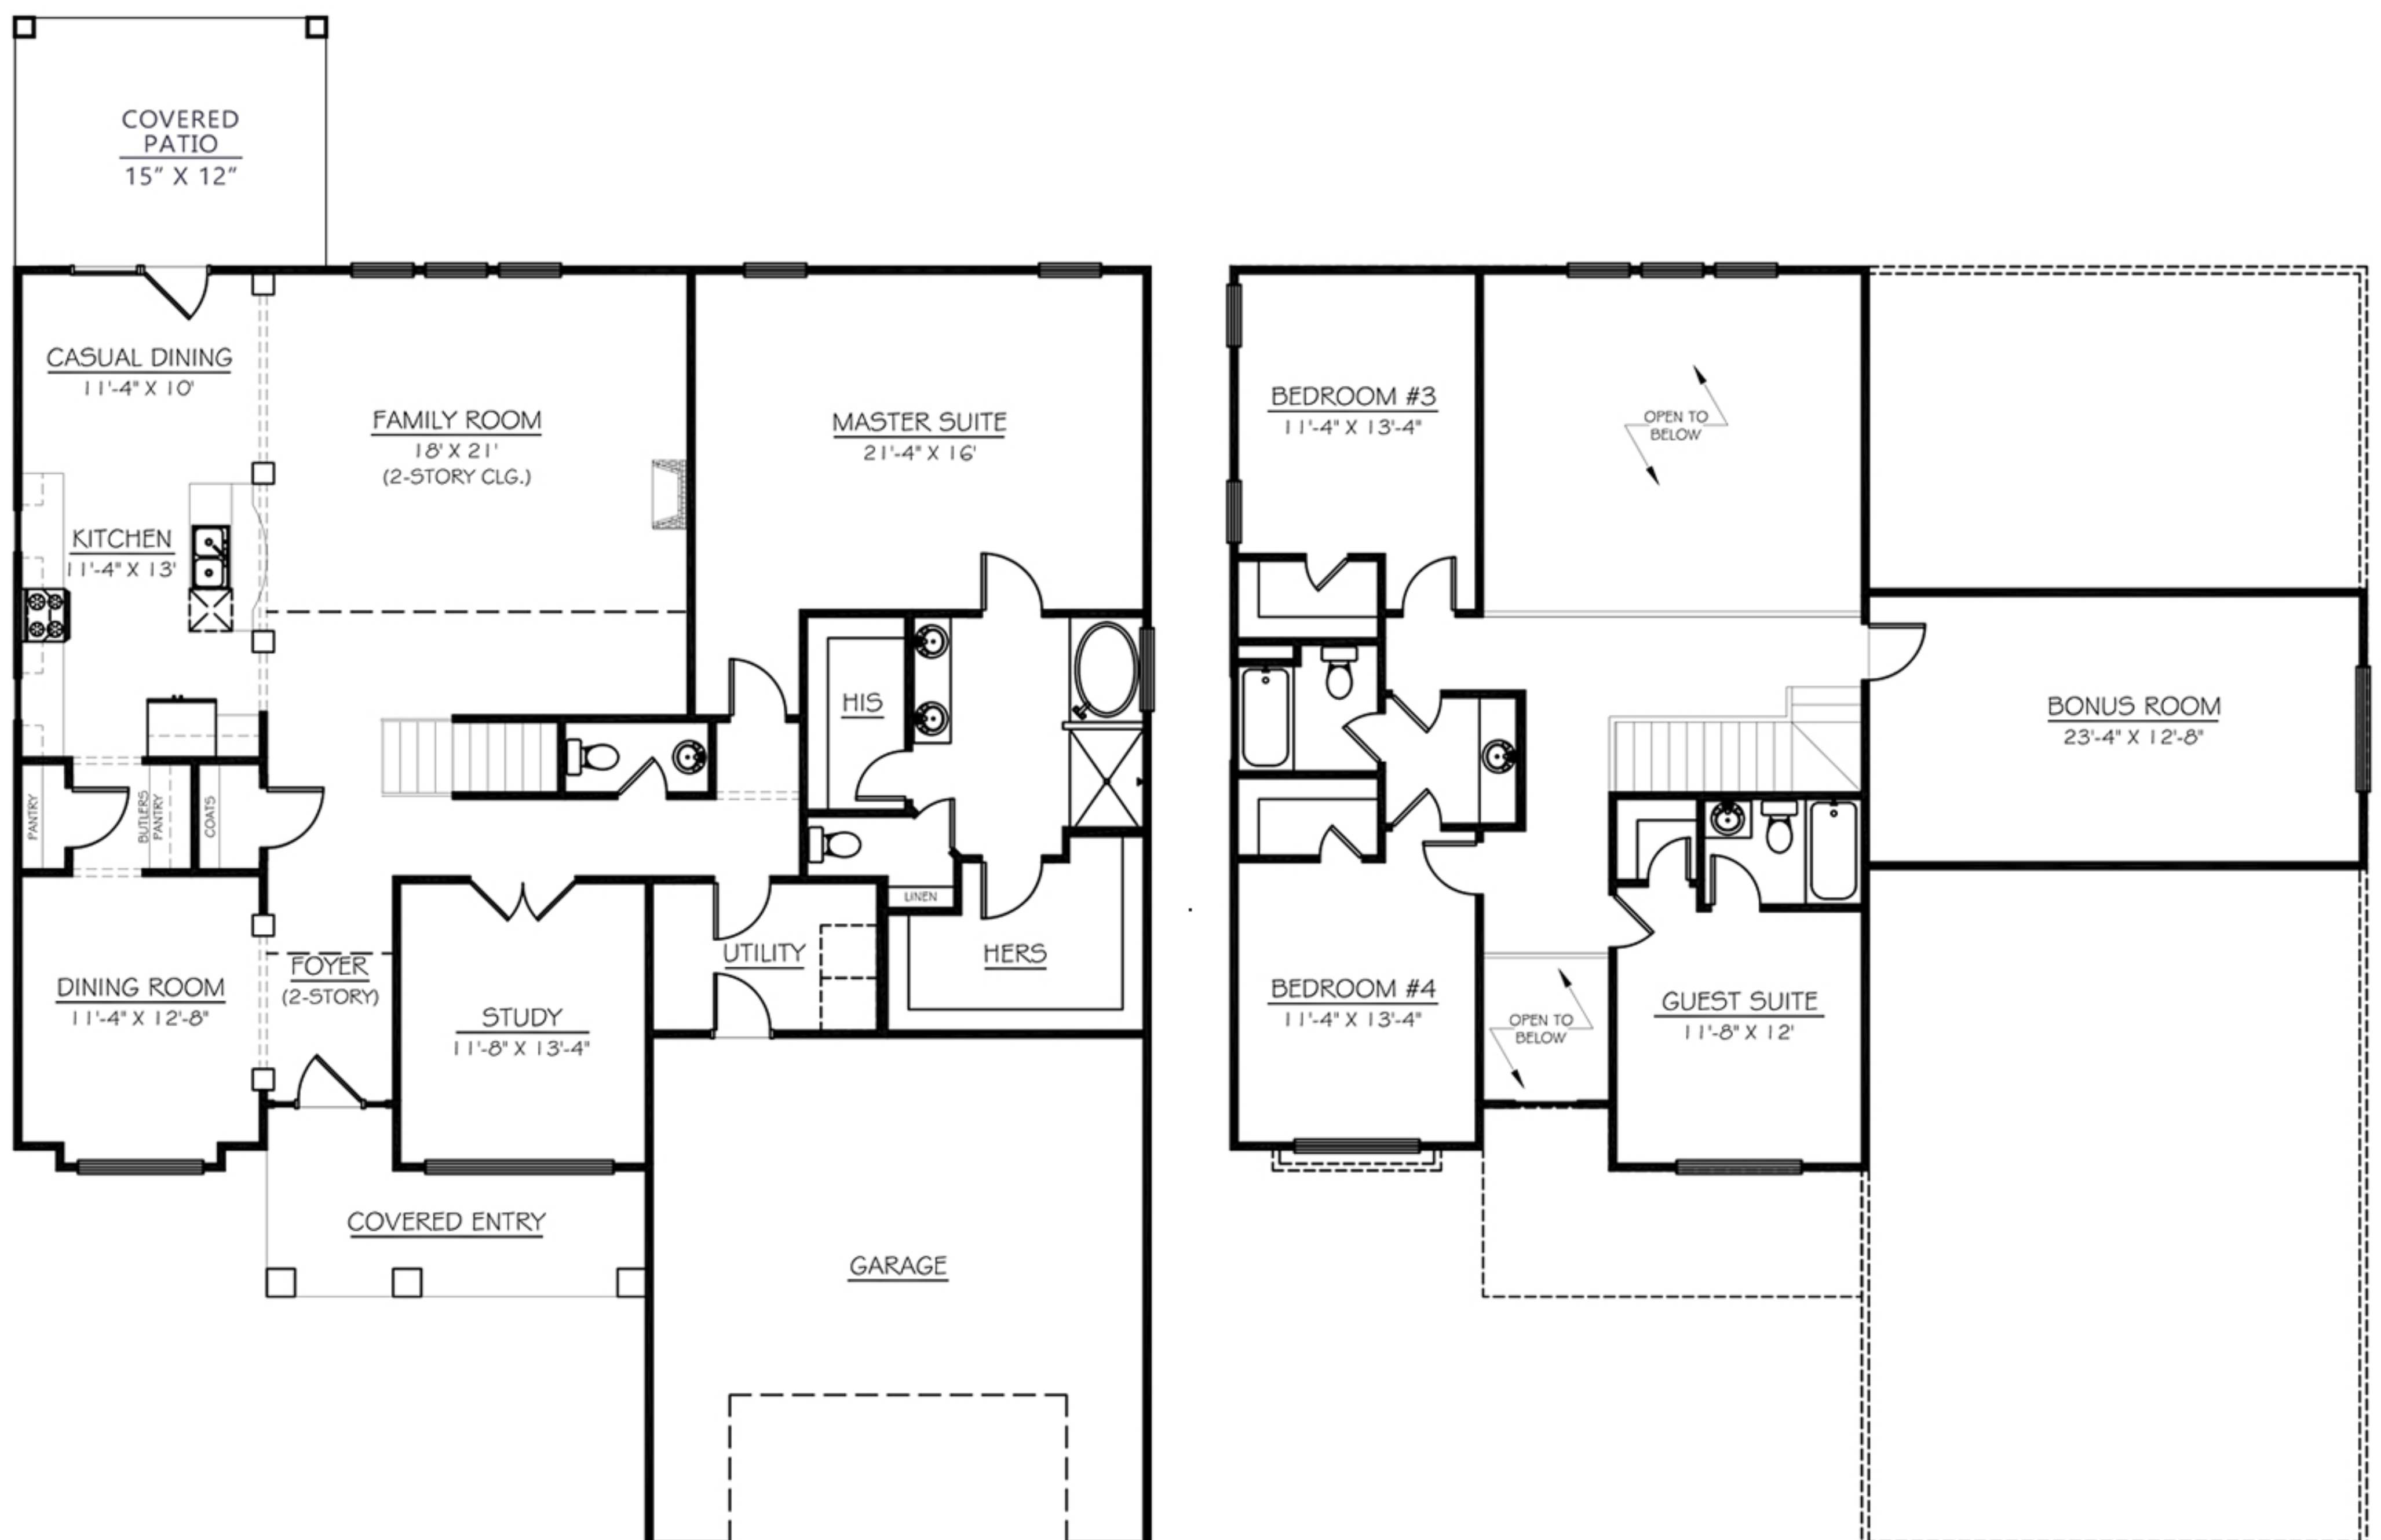 COVERED
PATIO
15” X 12”
CASUAL DINING
11'-4" X 10'
FAMILY ROOM
18' X 21'
(2-STORY CLG.)
MASTER SUITE
21'-4" X 16'
KITCHEN
11'-4" X 13'
HIS
PANTRY
BUTLERS
PANTRY
COATS
LINEN
UTILITY
HERS
FOYER
(2-STORY)
DINING ROOM
11'-4" X 12'-8"
STUDY
11'-8" X 13'-4"
COVERED ENTRY
GARAGE
BEDROOM #3
11'-4" X 13'-4"
OPEN TO
BELOW
BONUS ROOM
23'-4" X 12'-8"
BEDROOM #4
11'-4" X 13'-4"
OPEN TO
BELOW
GUEST SUITE
11'-8" X 12'